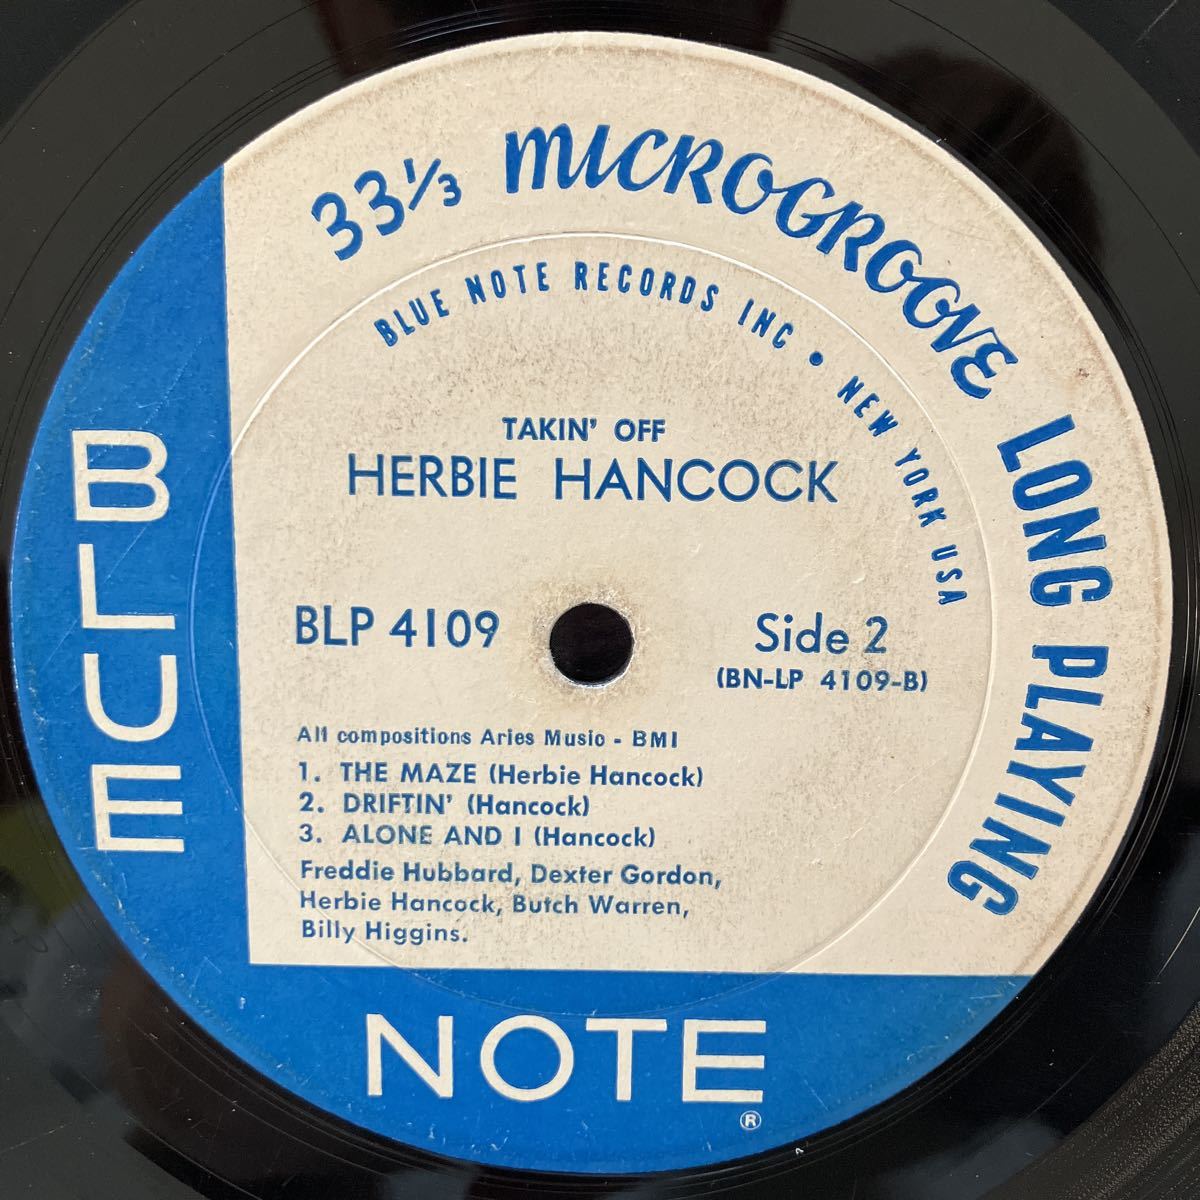 33⅓ MICROGROOVE LONG PLAYING
BLUE NOTE RECORDS INC • NEW YORK USA
TAKIN' OFF
HERBIE HANCOCK
BLP 4109
Side 2
(BN-LP 4109-B)
All compositions Aries Music - BMI
1. THE MAZE (Herbie Hancock)
2. DRIFTIN' (Hancock)
3. ALONE AND I (Hancock)
Freddie Hubbard, Dexter Gordon,
Herbie Hancock, Butch Warren,
Billy Higgins.
BLUE
NOTE
®